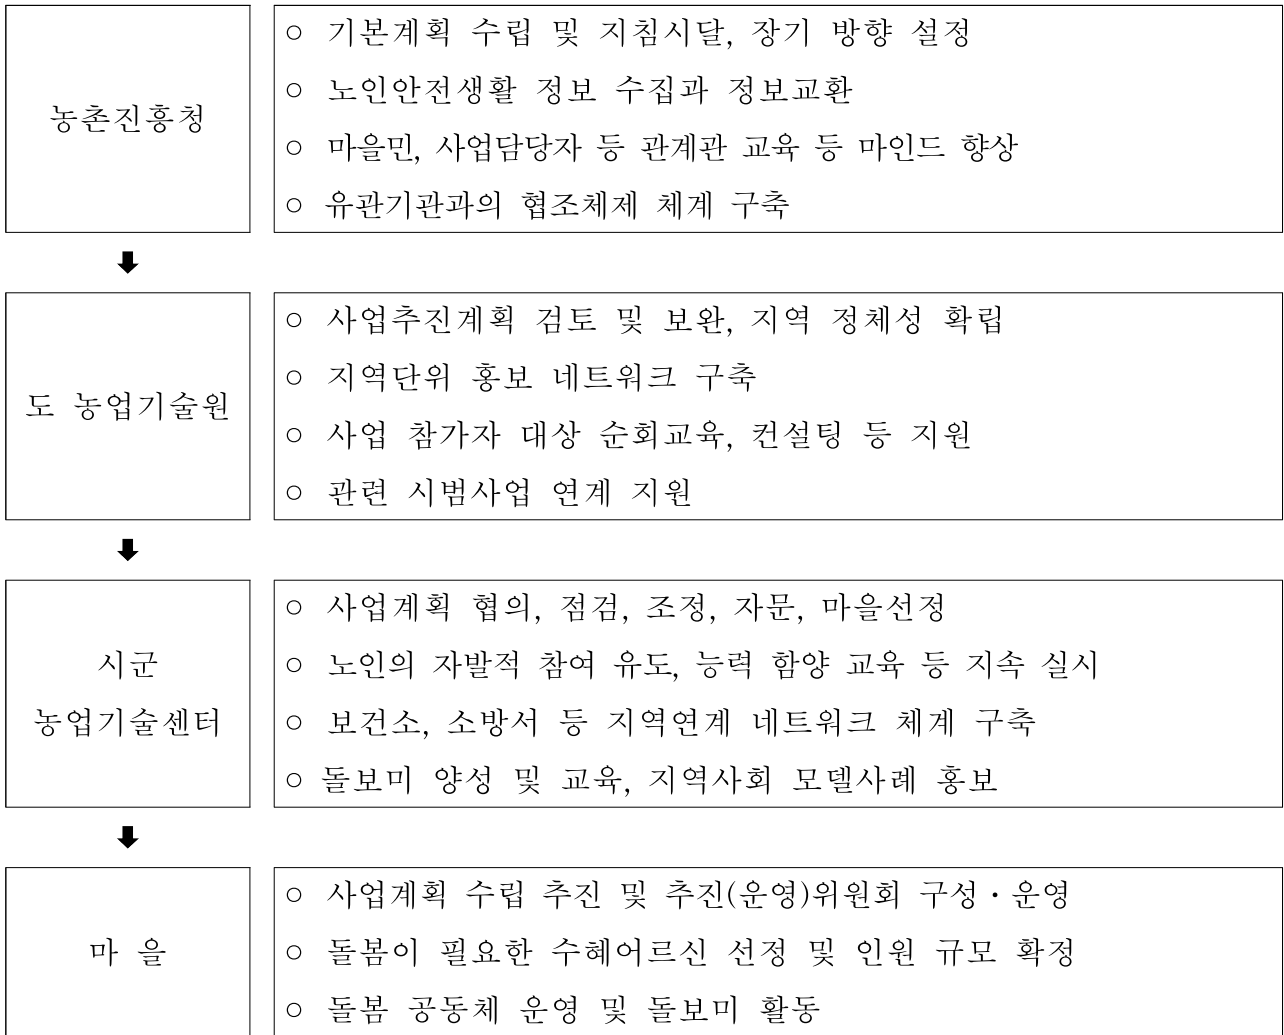 농촌진흥청
○ 기본계획 수립 및 지침시달, 장기 방향 설정
○ 노인안전생활 정보 수집과 정보교환
○ 마을민, 사업담당자 등 관계관 교육 등 마인드 향상
○ 유관기관과의 협조체제 체계 구축
도 농업기술원
○ 사업추진계획 검토 및 보완, 지역 정체성 확립
○ 지역단위 홍보 네트워크 구축
○ 사업 참가자 대상 순회교육, 컨설팅 등 지원
○ 관련 시범사업 연계 지원
시군
농업기술센터
○ 사업계획 협의, 점검, 조정, 자문, 마을선정
○ 노인의 자발적 참여 유도, 능력 함양 교육 등 지속 실시
○ 보건소, 소방서 등 지역연계 네트워크 체계 구축
○ 돌보미 양성 및 교육, 지역사회 모델사례 홍보
마 을
○ 사업계획 수립 추진 및 추진(운영)위원회 구성・운영
○ 돌봄이 필요한 수혜어르신 선정 및 인원 규모 확정
○ 돌봄 공동체 운영 및 돌보미 활동